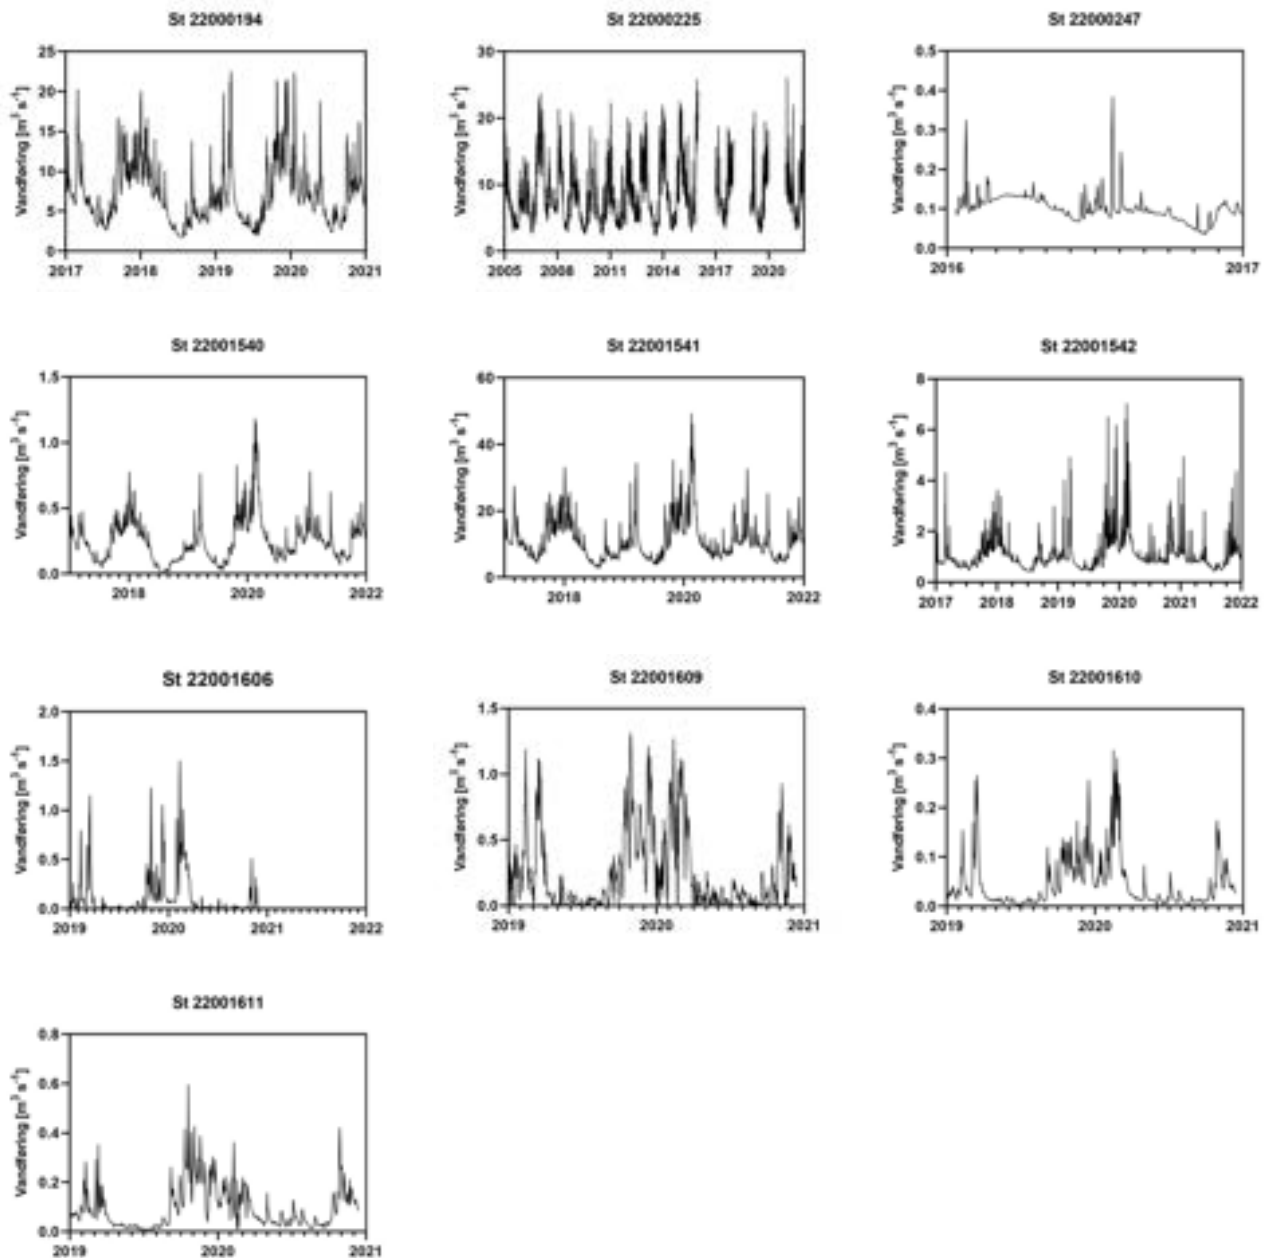 St 22000194
Vandføring [m³ s⁻¹]
25
20
15
10
5
0
2017 2018 2019 2020 2021
St 22000225
Vandføring [m³ s⁻¹]
30
20
10
0
2005 2008 2011 2014 2017 2020
St 22000247
Vandføring [m³ s⁻¹]
0.5
0.4
0.3
0.2
0.1
0.0
2016 2017
St 22001540
Vandføring [m³ s⁻¹]
1.5
1.0
0.5
0.0
2018 2020 2022
St 22001541
Vandføring [m³ s⁻¹]
60
40
20
0
2018 2020 2022
St 22001542
Vandføring [m³ s⁻¹]
8
6
4
2
0
2017 2018 2019 2020 2021 2022
St 22001606
Vandføring [m³ s⁻¹]
2.0
1.5
1.0
0.5
0.0
2019 2020 2021 2022
St 22001609
Vandføring [m³ s⁻¹]
1.5
1.0
0.5
0.0
2019 2020 2021
St 22001610
Vandføring [m³ s⁻¹]
0.4
0.3
0.2
0.1
0.0
2019 2020 2021
St 22001611
Vandføring [m³ s⁻¹]
0.8
0.6
0.4
0.2
0.0
2019 2020 2021